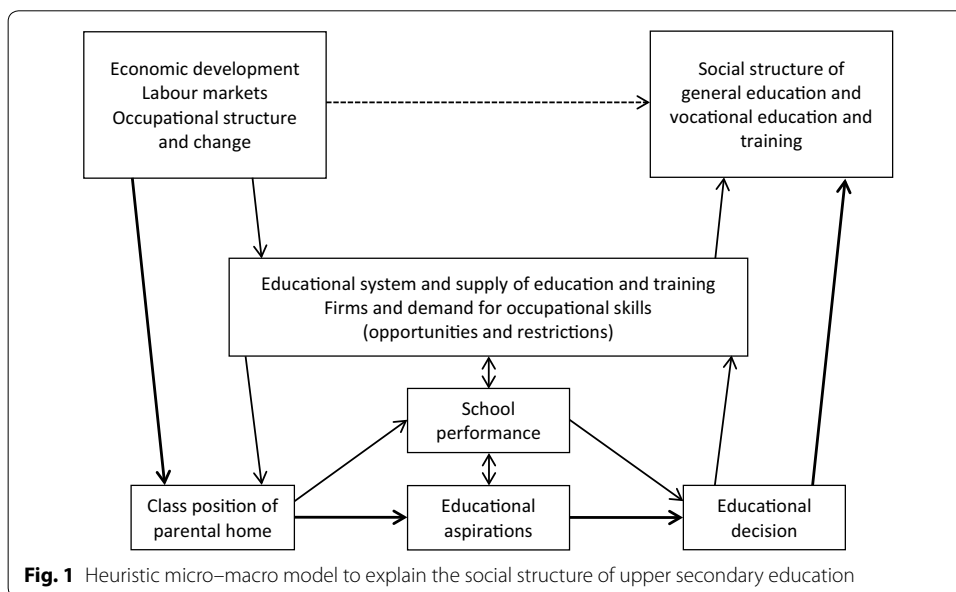 Economic development
Labour markets
Occupational structure
and change
Social structure of
general education and
vocational education and
training
Educational system and supply of education and training
Firms and demand for occupational skills
(opportunities and restrictions)
School
performance
Class position of
parental home
Educational
aspirations
Educational
decision
Fig. 1 Heuristic micro–macro model to explain the social structure of upper secondary education